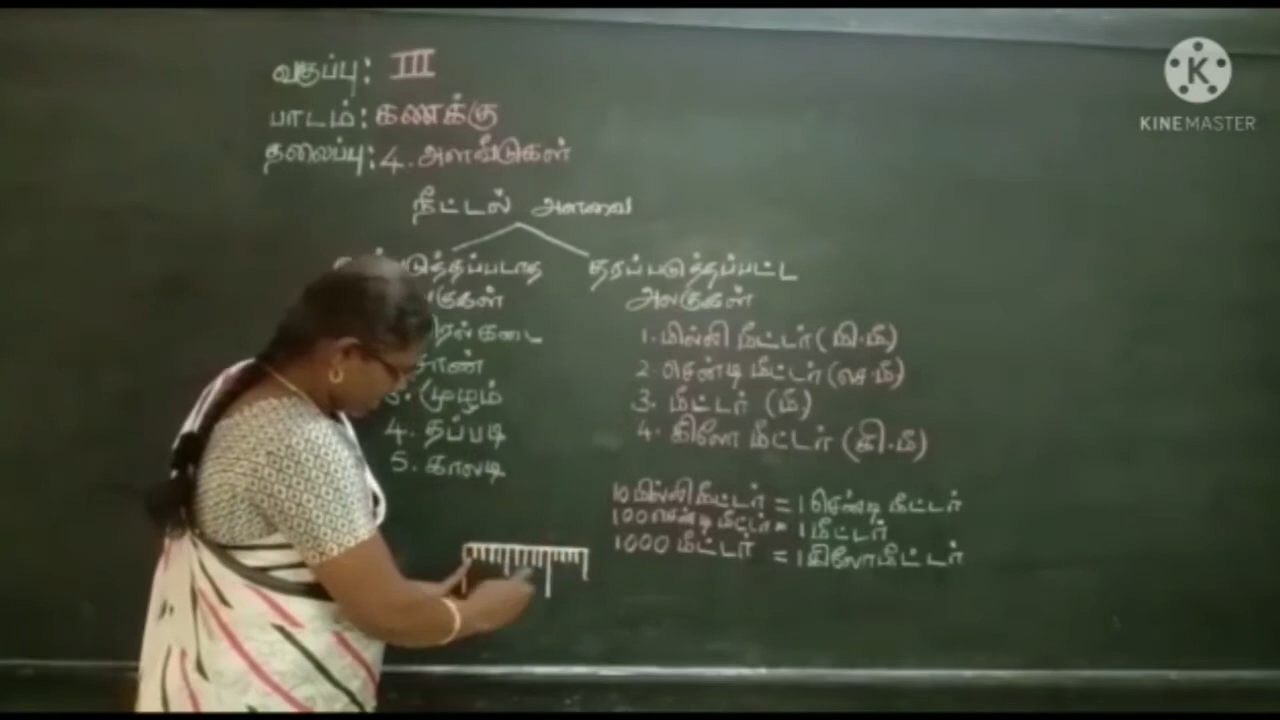 வகுப்பு: III
பாடம்: கணக்கு
தலைப்பு: 4. அளவீடுகள்
நீட்டல் அளவை
தரப்படுத்தப்பட்ட
அலகுகள்
3. முழம்
4. தப்படி
5. காலடி
1. மில்லி மீட்டர் (மி.மீ)
2. சென்டி மீட்டர் (செ.மீ)
3. மீட்டர் (மீ)
4. கிலோ மீட்டர் (கி.மீ)
10 மில்லி மீட்டர் = 1 சென்டி மீட்டர்
100 சென்டி மீட்டர் = 1 மீட்டர்
1000 மீட்டர் = 1 கிலோமீட்டர்
KINEMASTER